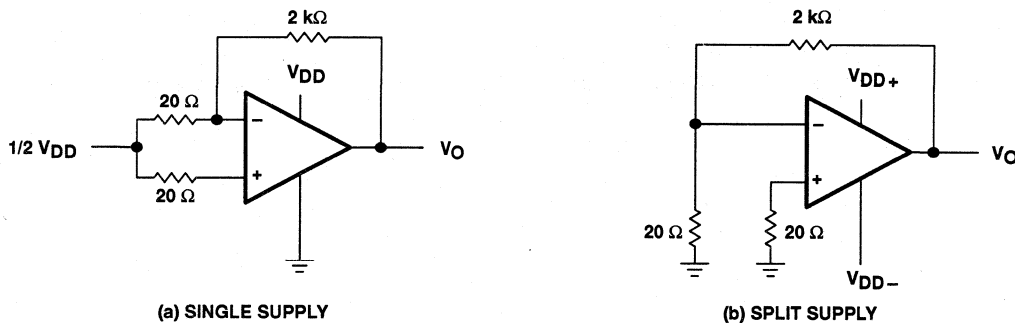 2 kΩ
VDD
20 Ω
−
1/2 VDD
VO
+
20 Ω
(a) SINGLE SUPPLY
2 kΩ
VDD+
−
VO
+
20 Ω
20 Ω
VDD−
(b) SPLIT SUPPLY